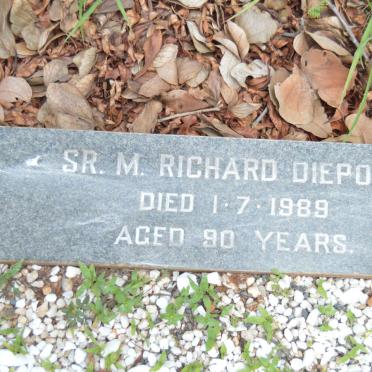 SR. M. RICHARD DIEPO
DIED 1·7·1989
AGED 90 YEARS.